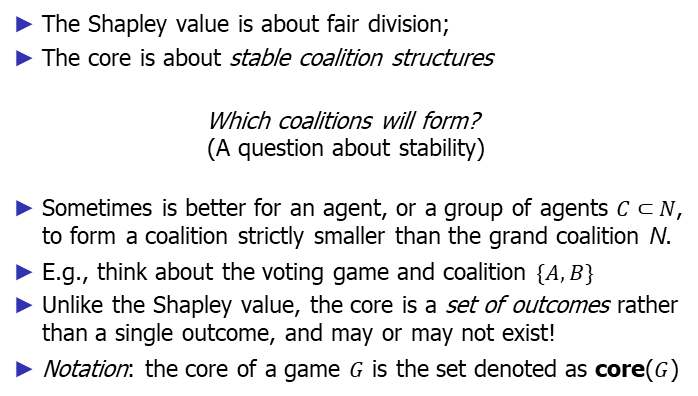 ► The Shapley value is about fair division;
► The core is about stable coalition structures
Which coalitions will form?
(A question about stability)
► Sometimes is better for an agent, or a group of agents C ⊂ N,
to form a coalition strictly smaller than the grand coalition N.
► E.g., think about the voting game and coalition {A, B}
► Unlike the Shapley value, the core is a set of outcomes rather
than a single outcome, and may or may not exist!
► Notation: the core of a game G is the set denoted as core(G)